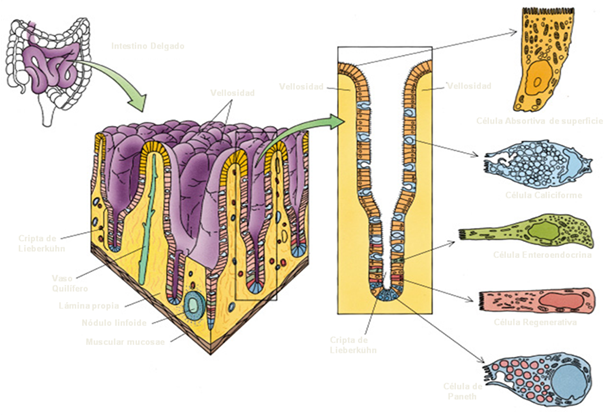 Intestino Delgado
Vellosidad
Cripta de
Lieberkuhn
Vaso
Quilífero
Lámina propia
Nódulo linfoide
Muscular mucosae
Vellosidad
Vellosidad
Cripta de
Lieberkuhn
Célula Absortiva de superficie
Célula Caliciforme
Célula Enteroendocrina
Célula Regenerativa
Célula de
Paneth